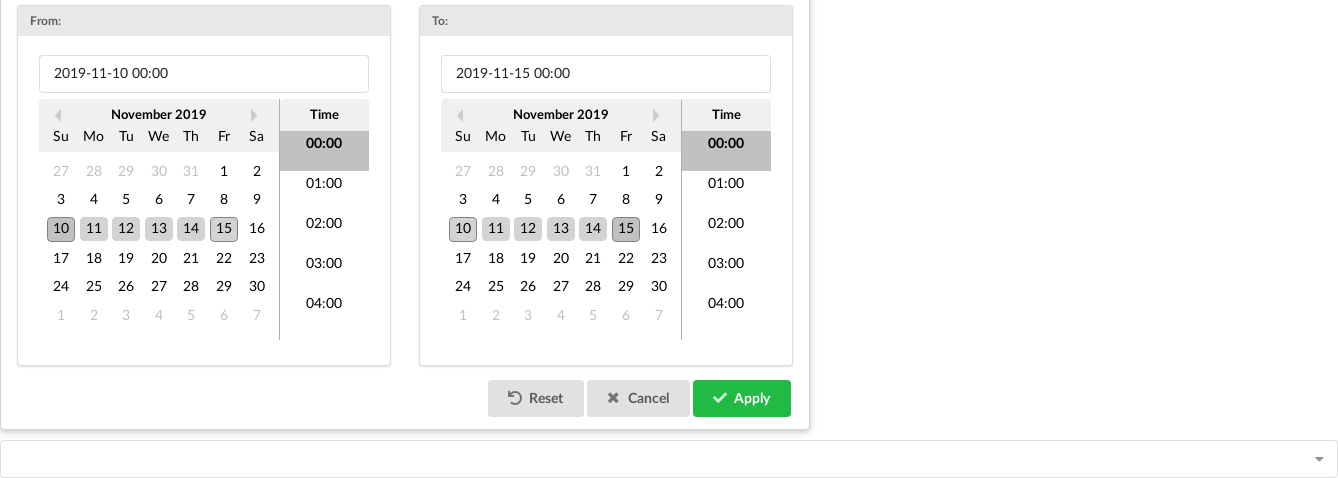 From:
2019-11-10 00:00
November 2019
Su Mo Tu We Th Fr Sa
27 28 29 30 31 1 2
3 4 5 6 7 8 9
10 11 12 13 14 15 16
17 18 19 20 21 22 23
24 25 26 27 28 29 30
1 2 3 4 5 6 7
Time
00:00
01:00
02:00
03:00
04:00
To:
2019-11-15 00:00
November 2019
Su Mo Tu We Th Fr Sa
27 28 29 30 31 1 2
3 4 5 6 7 8 9
10 11 12 13 14 15 16
17 18 19 20 21 22 23
24 25 26 27 28 29 30
1 2 3 4 5 6 7
Time
00:00
01:00
02:00
03:00
04:00
Reset Cancel Apply